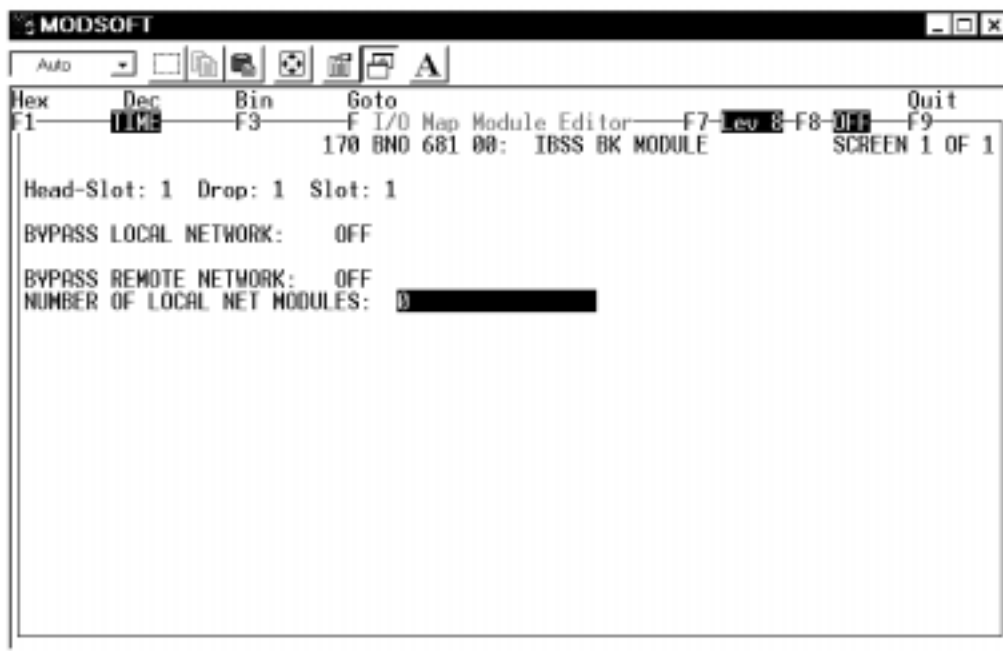 MODSOFT
Auto
A
Hex Dec Bin Goto Quit
F1 TIME F3 F I/O Map Module Editor F7 Lev 8 F8 OFF F9
170 BNO 681 00: IBSS BK MODULE SCREEN 1 OF 1
Head-Slot: 1 Drop: 1 Slot: 1
BYPASS LOCAL NETWORK: OFF
BYPASS REMOTE NETWORK: OFF
NUMBER OF LOCAL NET MODULES: 0